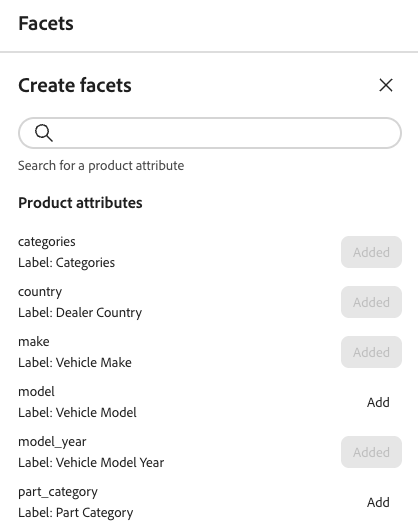 Facets
Create facets
Search for a product attribute
Product attributes
categories
Label: Categories
Added
country
Label: Dealer Country
Added
make
Label: Vehicle Make
Added
model
Label: Vehicle Model
Add
model_year
Label: Vehicle Model Year
Added
part_category
Label: Part Category
Add